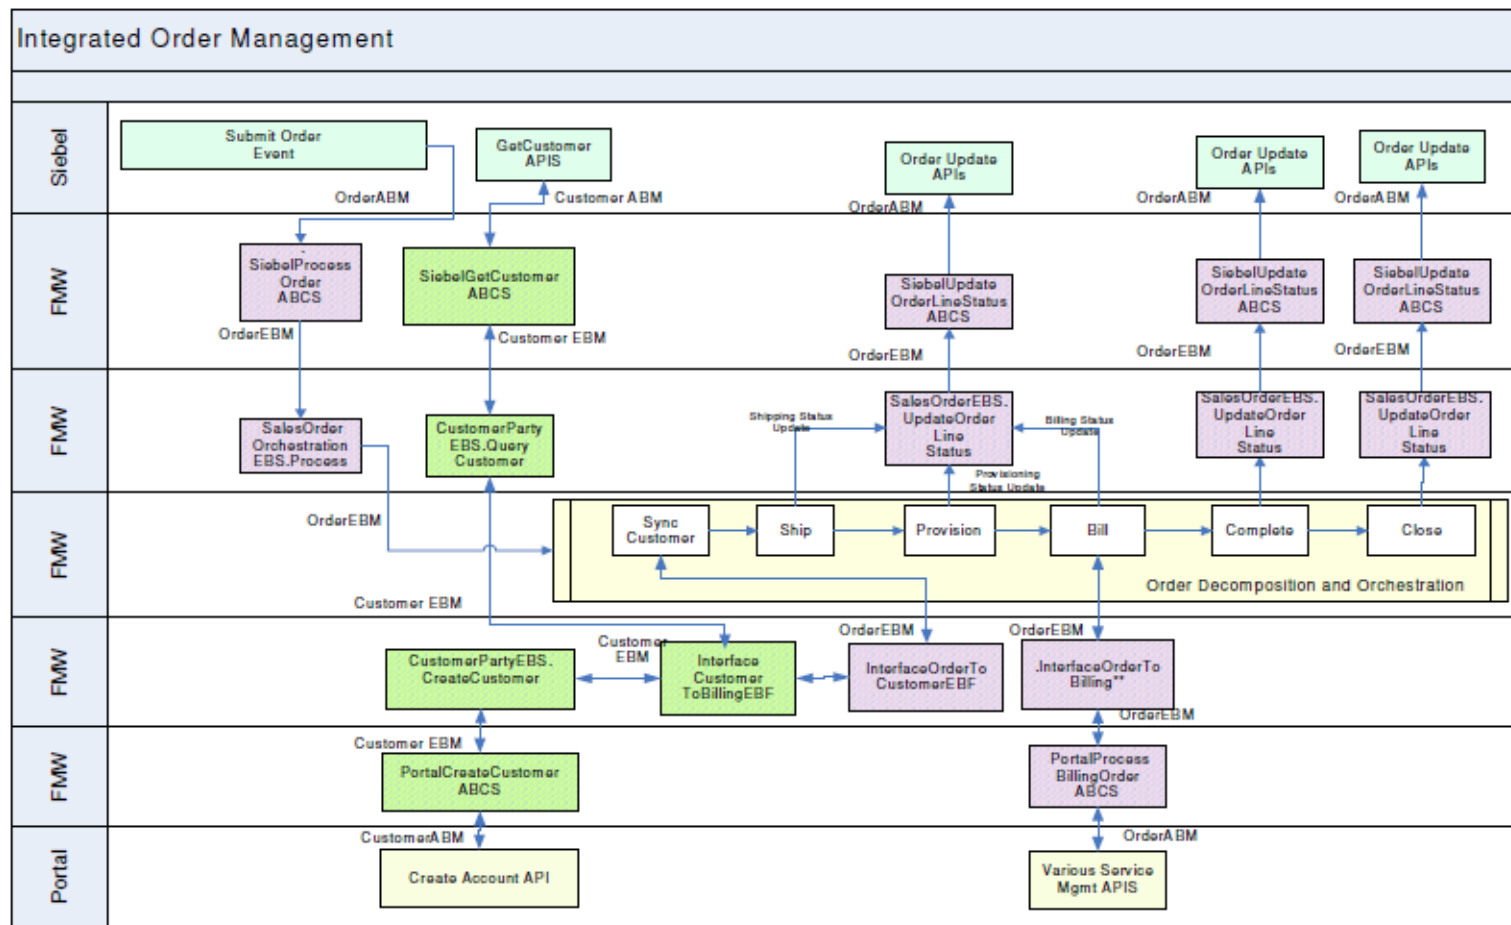 Integrated Order Management
Siebel
Submit Order
Event
GetCustomer
APIS
Order Update
APIs
Order Update
APIs
Order Update
APIs
OrderABM
Customer ABM
OrderABM
OrderABM
OrderABM
FMW
-
SiebelProcess
Order
ABCS
SiebelGetCustomer
ABCS
SiebelUpdate
OrderLineStatus
ABCS
SiebelUpdate
OrderLineStatus
ABCS
SiebelUpdate
OrderLineStatus
ABCS
OrderEBM
Customer EBM
OrderEBM
OrderEBM
OrderEBM
FMW
SalesOrder
Orchestration
EBS.Process
CustomerParty
EBS.Query
Customer
Shipping Status
Update
SalesOrderEBS.
UpdateOrder
Line
Status
Billing Status
Update
SalesOrderEBS.
UpdateOrder
Line
Status
SalesOrderEBS.
UpdateOrder
Line
Status
Provisioning
Status Update
FMW
OrderEBM
Sync
Customer
Ship
Provision
Bill
Complete
Close
Order Decomposition and Orchestration
Customer EBM
FMW
CustomerPartyEBS.
CreateCustomer
Customer
EBM
Interface
Customer
ToBillingEBF
OrderEBM
InterfaceOrderTo
CustomerEBF
OrderEBM
.InterfaceOrderTo
Billing**
OrderEBM
FMW
Customer EBM
PortalCreateCustomer
ABCS
PortalProcess
BillingOrder
ABCS
CustomerABM
OrderABM
Portal
Create Account API
Various Service
Mgmt APIS